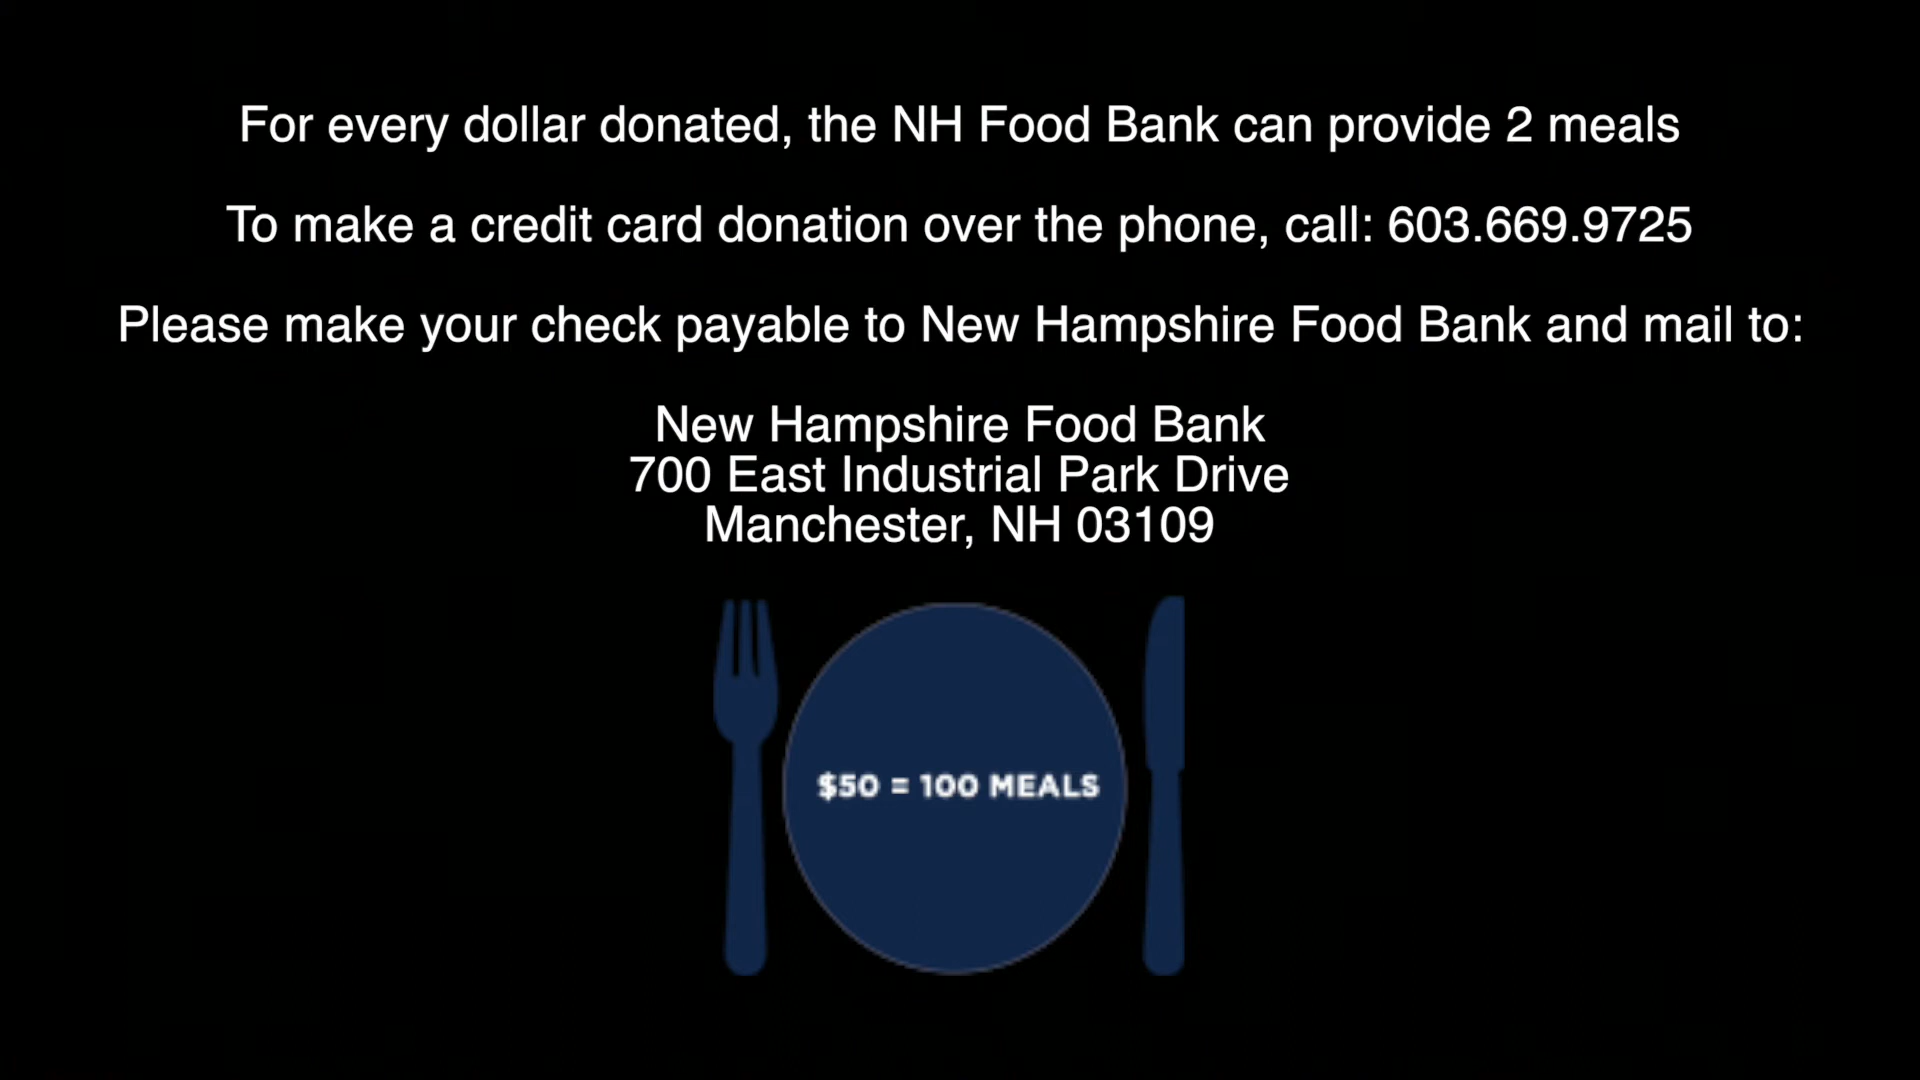 For every dollar donated, the NH Food Bank can provide 2 meals
To make a credit card donation over the phone, call: 603.669.9725
Please make your check payable to New Hampshire Food Bank and mail to:
New Hampshire Food Bank
700 East Industrial Park Drive
Manchester, NH 03109
$50 = 100 MEALS